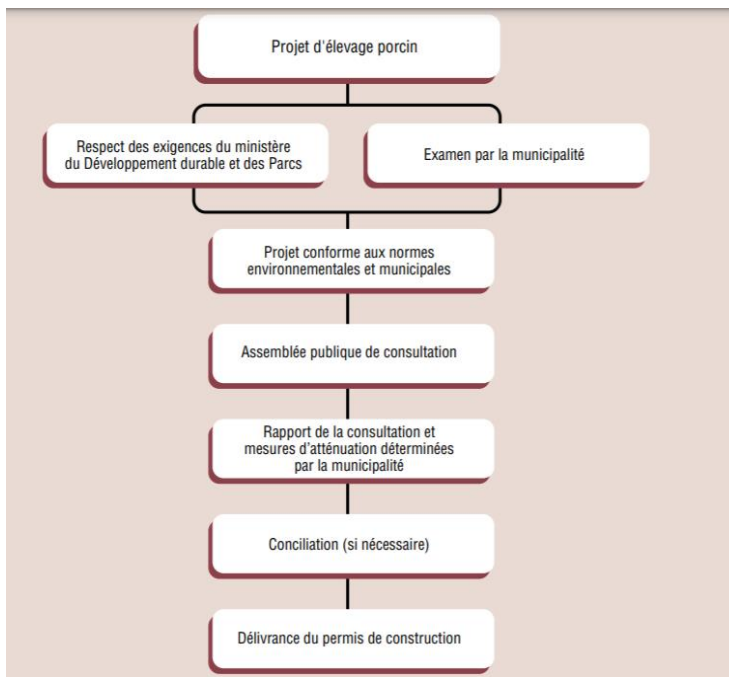 Projet d'élevage porcin
Respect des exigences du ministère
du Développement durable et des Parcs
Examen par la municipalité
Projet conforme aux normes
environnementales et municipales
Assemblée publique de consultation
Rapport de la consultation et
mesures d’atténuation déterminées
par la municipalité
Conciliation (si nécessaire)
Délivrance du permis de construction